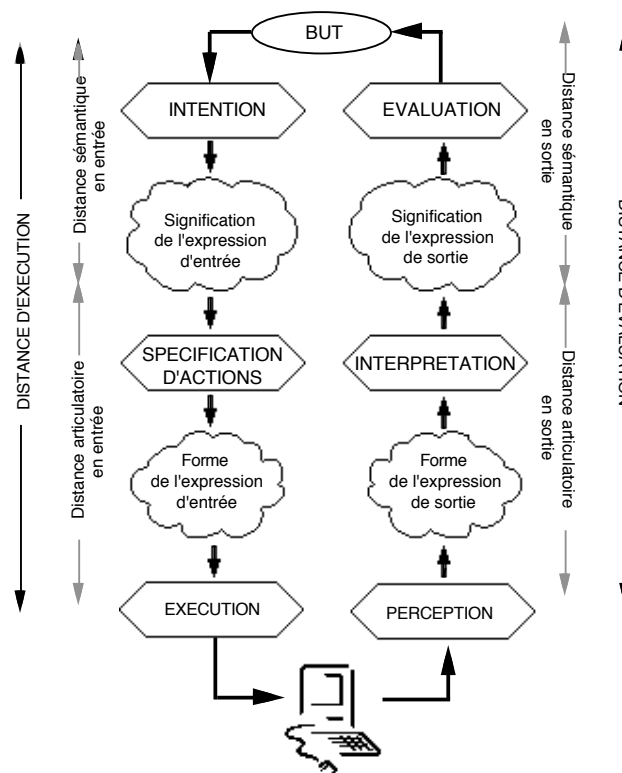 BUT
INTENTION
EVALUATION
Signification
de l'expression
d'entrée
Signification
de l'expression
de sortie
SPECIFICATION
D'ACTIONS
INTERPRETATION
Forme
de l'expression
d'entrée
Forme
de l'expression
de sortie
EXECUTION
PERCEPTION
DISTANCE D'EXECUTION
Distance sémantique
en entrée
Distance articulatoire
en entrée
Distance sémantique
en sortie
Distance articulatoire
en sortie